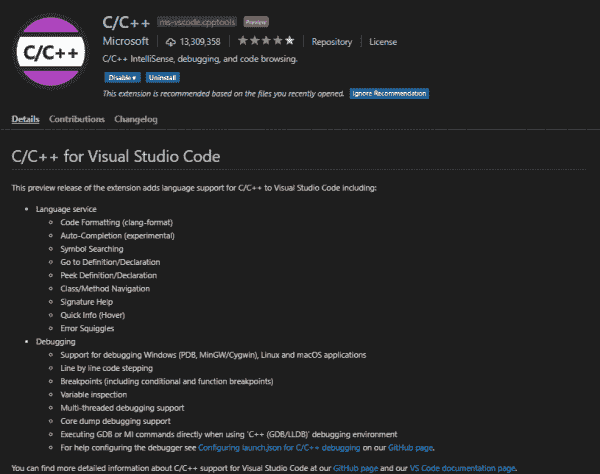 C/C++ ms-vscode.cpptools Preview
C/C++
Microsoft 13,309,358 Repository License
C/C++ IntelliSense, debugging, and code browsing.
Disable Uninstall
This extension is recommended based on the files you recently opened. Ignore Recommendation
Details Contributions Changelog
C/C++ for Visual Studio Code
This preview release of the extension adds language support for C/C++ to Visual Studio Code including:
Language service
Code Formatting (clang-format)
Auto-Completion (experimental)
Symbol Searching
Go to Definition/Declaration
Peek Definition/Declaration
Class/Method Navigation
Signature Help
Quick Info (Hover)
Error Squiggles
Debugging
Support for debugging Windows (PDB, MinGW/Cygwin), Linux and macOS applications
Line by line code stepping
Breakpoints (including conditional and function breakpoints)
Variable inspection
Multi-threaded debugging support
Core dump debugging support
Executing GDB or MI commands directly when using 'C++ (GDB/LLDB)' debugging environment
For help configuring the debugger see Configuring launch.json for C/C++ debugging on our GitHub page.
You can find more detailed information about C/C++ support for Visual Studio Code at our GitHub page and our VS Code documentation page.